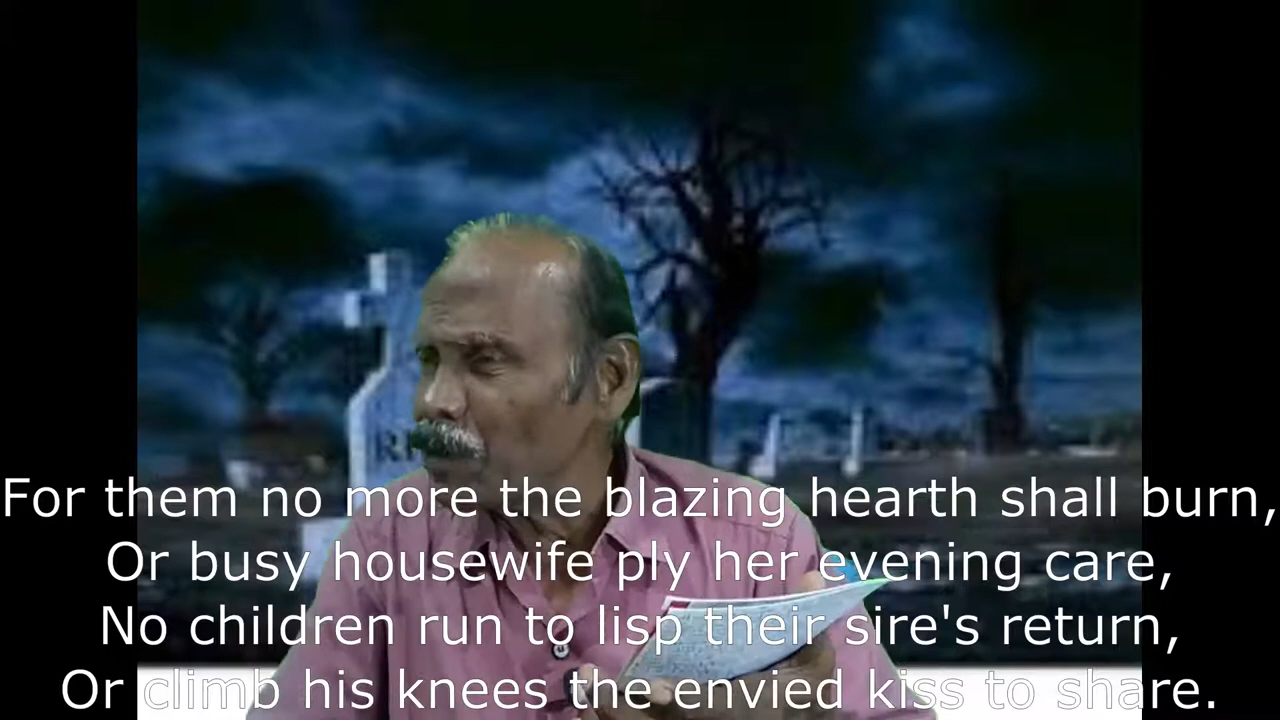 For them no more the blazing hearth shall burn,
Or busy housewife ply her evening care,
No children run to lisp their sire's return,
Or climb his knees the envied kiss to share.